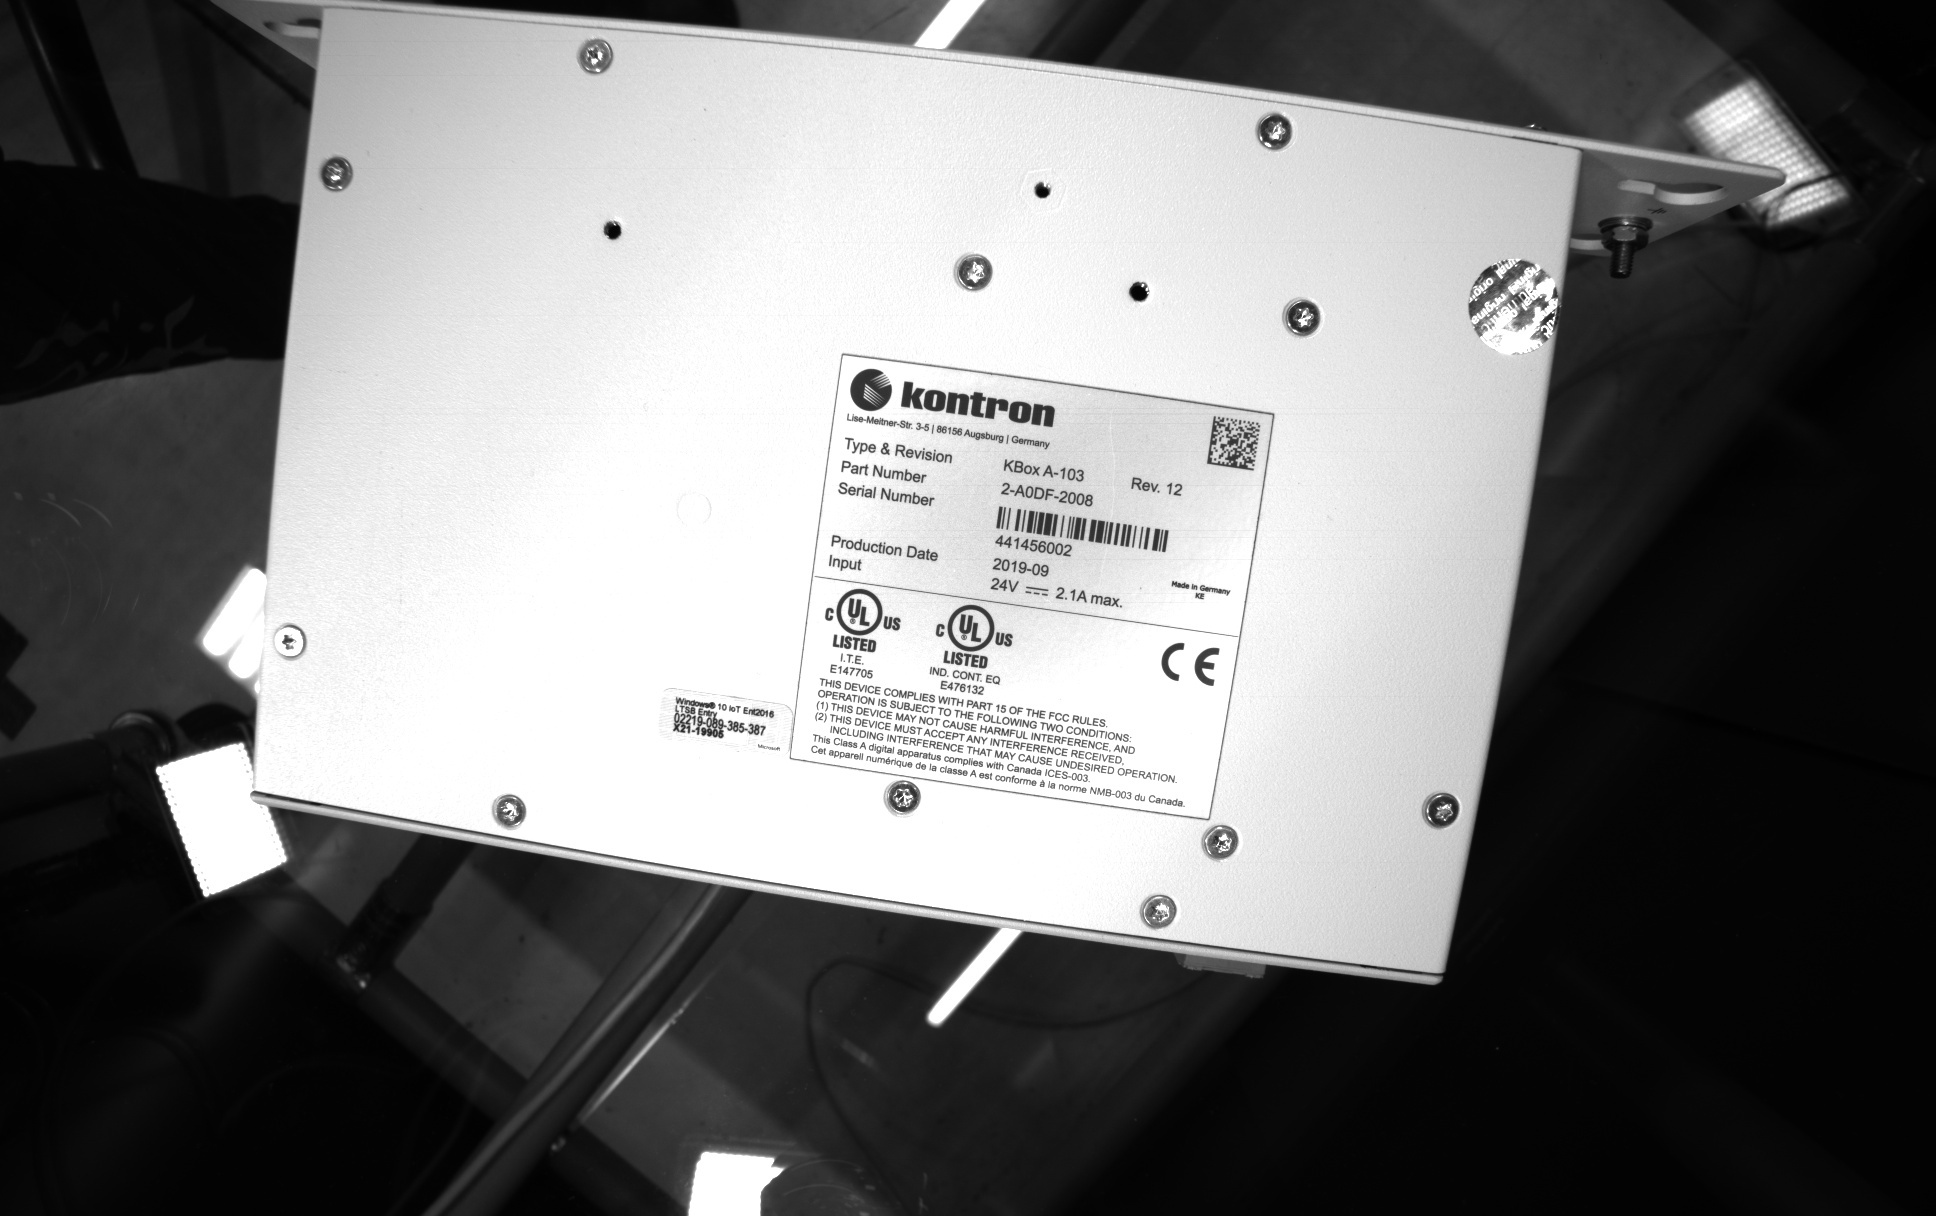 kontron
Lise-Meitner-Str. 3-5 | 86156 Augsburg | Germany
Type & Revision KBox A-103 Rev. 12
Part Number 2-A0DF-2008
Serial Number
441456002
Production Date 2019-09
Input 24V 2.1A max.
Made in Germany
KE
C UL ® US
LISTED
I.T.E.
E147705
C UL ® US
LISTED
IND. CONT. EQ
E476132
CE
THIS DEVICE COMPLIES WITH PART 15 OF THE FCC RULES.
OPERATION IS SUBJECT TO THE FOLLOWING TWO CONDITIONS:
(1) THIS DEVICE MAY NOT CAUSE HARMFUL INTERFERENCE, AND
(2) THIS DEVICE MUST ACCEPT ANY INTERFERENCE RECEIVED,
INCLUDING INTERFERENCE THAT MAY CAUSE UNDESIRED OPERATION.
This Class A digital apparatus complies with Canada ICES-003.
Cet appareil numérique de la classe A est conforme à la norme NMB-003 du Canada.
Windows® 10 IoT Ent2016
LTSB Entry
02219-089-385-387
X21-19905
Microsoft